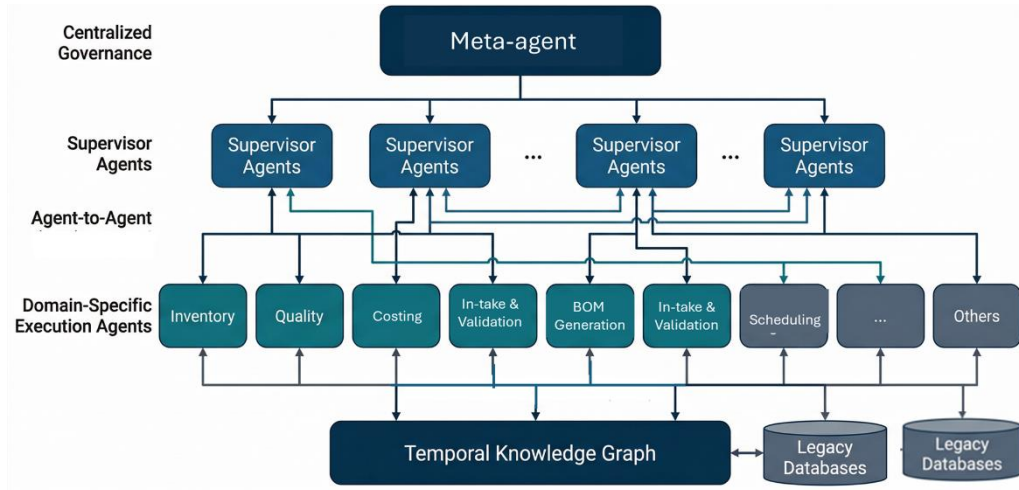 Centralized
Governance
Meta-agent
Supervisor
Agents
Supervisor
Agents
Supervisor
Agents
...
Supervisor
Agents
...
Supervisor
Agents
Agent-to-Agent
Domain-Specific
Execution Agents
Inventory
Quality
Costing
In-take &
Validation
BOM
Generation
In-take &
Validation
Scheduling
...
Others
Temporal Knowledge Graph
Legacy
Databases
Legacy
Databases